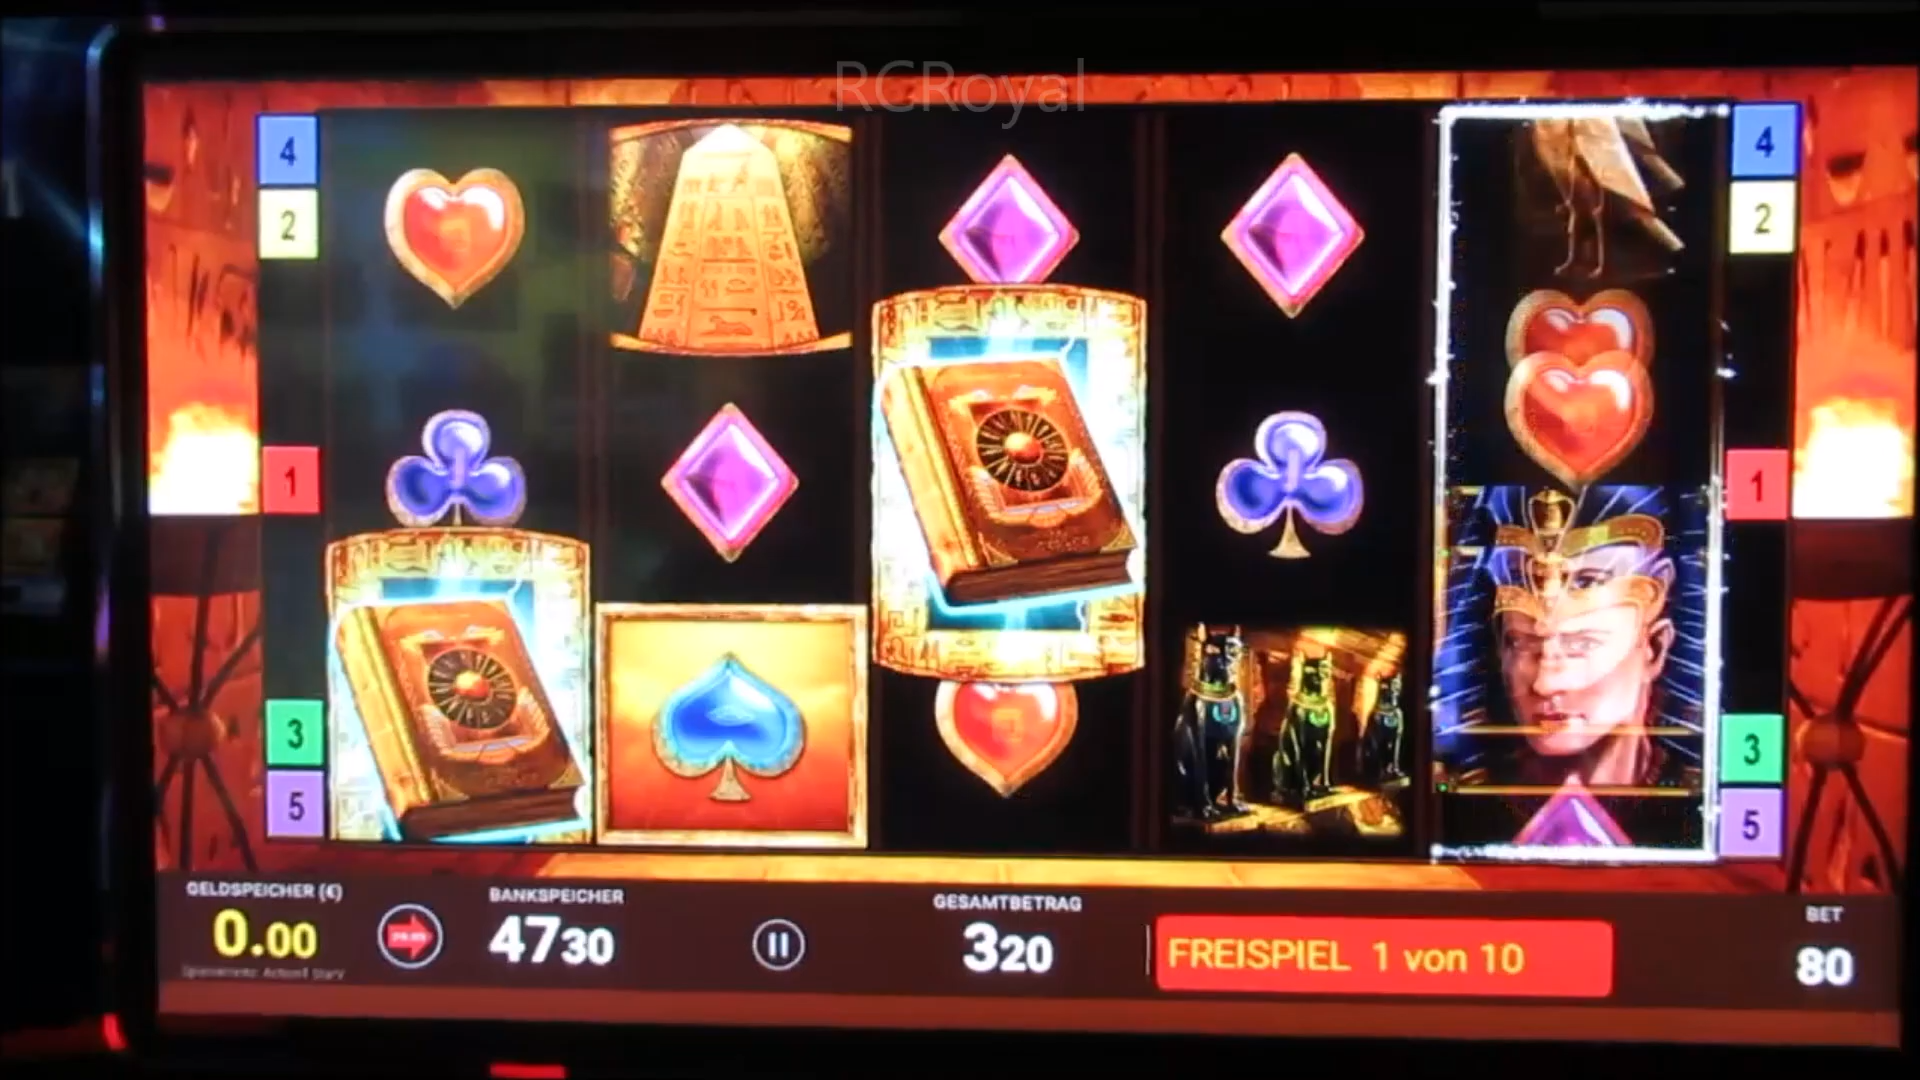 RCRoyal
4
4
2
2
1
1
3
3
5
5
GELDSPEICHER (€)
0.00
BANKSPEICHER
4730
GESAMTBETRAG
320
FREISPIEL 1 von 10
BET
80